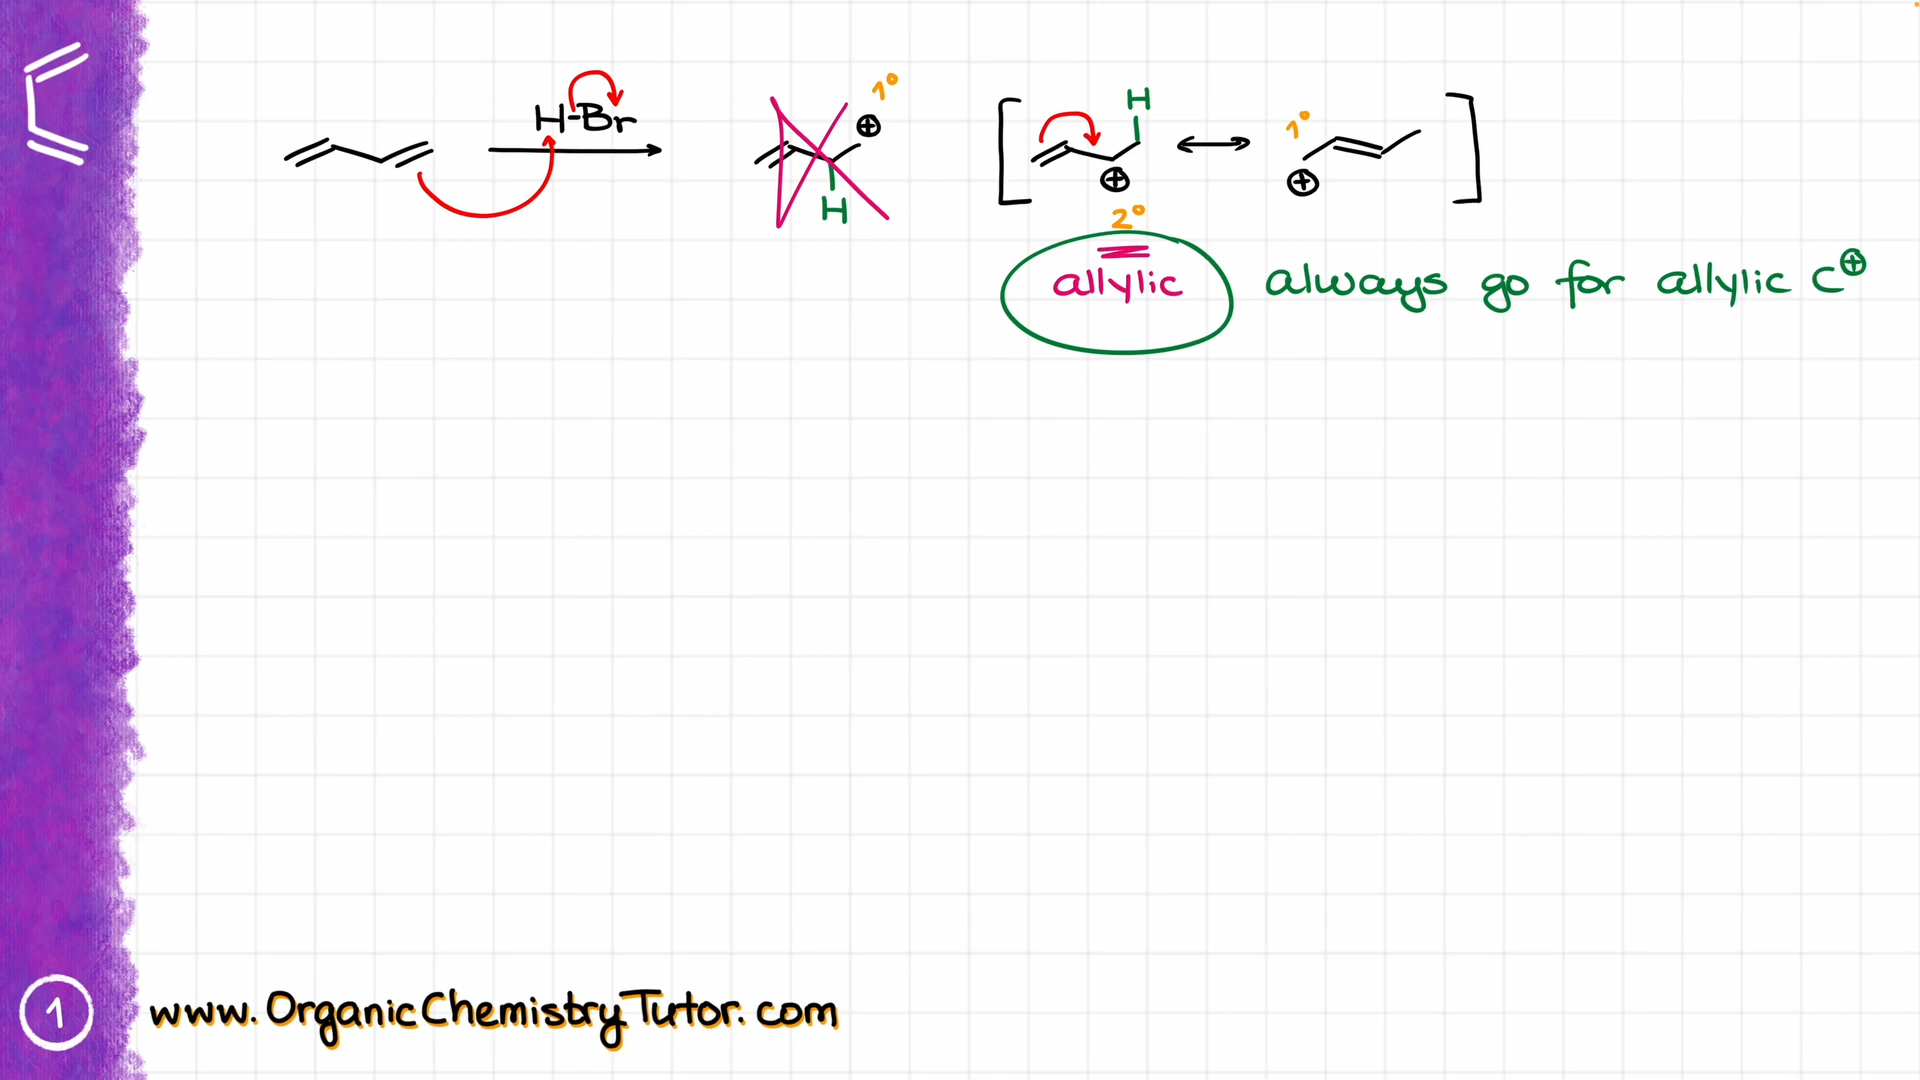 H-Br
1°
⊕
H
H
⊕
2°
1°
⊕
allylic
always go for allylic C⊕
1
www.OrganicChemistryTutor.com